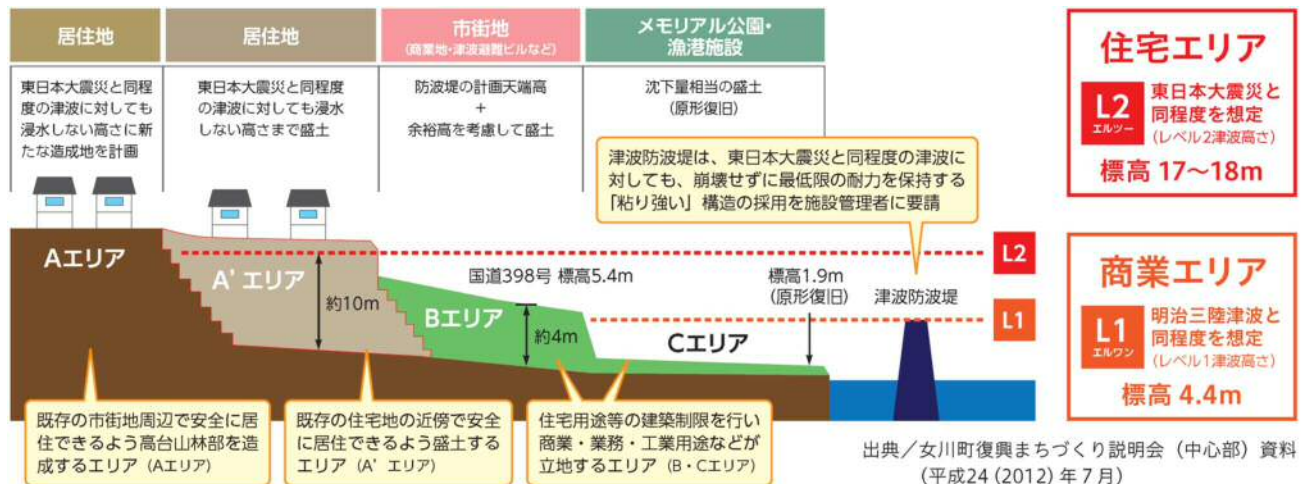 居住地
東日本大震災と同程
度の津波に対しても
浸水しない高さに新
たな造成地を計画
居住地
東日本大震災と同程度
の津波に対しても浸水
しない高さまで盛土
市街地
(商業地・津波避難ビルなど)
防波堤の計画天端高
+
余裕高を考慮して盛土
メモリアル公園・
漁港施設
沈下量相当の盛土
(原形復旧)
津波防波堤は、東日本大震災と同程度の津波に
対しても、崩壊せずに最低限の耐力を保持する
「粘り強い」構造の採用を施設管理者に要請
Aエリア
A’エリア
約10m
Bエリア
国道398号 標高5.4m
約4m
Cエリア
標高1.9m
(原形復旧)
津波防波堤
L2
L1
既存の市街地周辺で安全に居
住できるよう高台山林部を造
成するエリア（Aエリア）
既存の住宅地の近傍で安全
に居住できるよう盛土する
エリア（A’エリア）
住宅用途等の建築制限を行い
商業・業務・工業用途などが
立地するエリア（B・Cエリア）
住宅エリア
L2
エルツー
東日本大震災と
同程度を想定
(レベル2津波高さ)
標高 17〜18m
商業エリア
L1
エルワン
明治三陸津波と
同程度を想定
(レベル1津波高さ)
標高 4.4m
出典／女川町復興まちづくり説明会（中心部）資料
(平成24 (2012) 年７月)